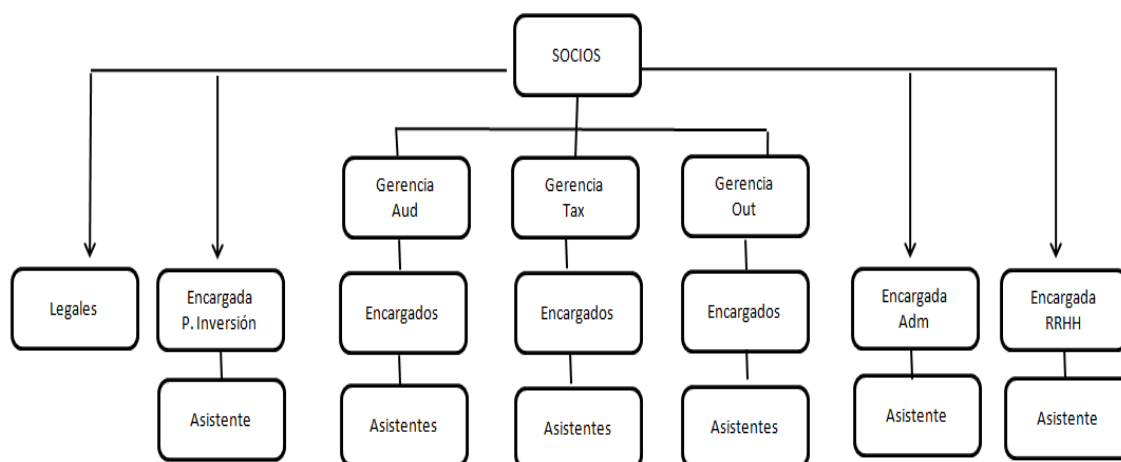 SOCIOS
Gerencia
Aud
Gerencia
Tax
Gerencia
Out
Legales
Encargada
P. Inversión
Encargados
Encargados
Encargados
Encargada
Adm
Encargada
RRHH
Asistente
Asistentes
Asistentes
Asistentes
Asistente
Asistente